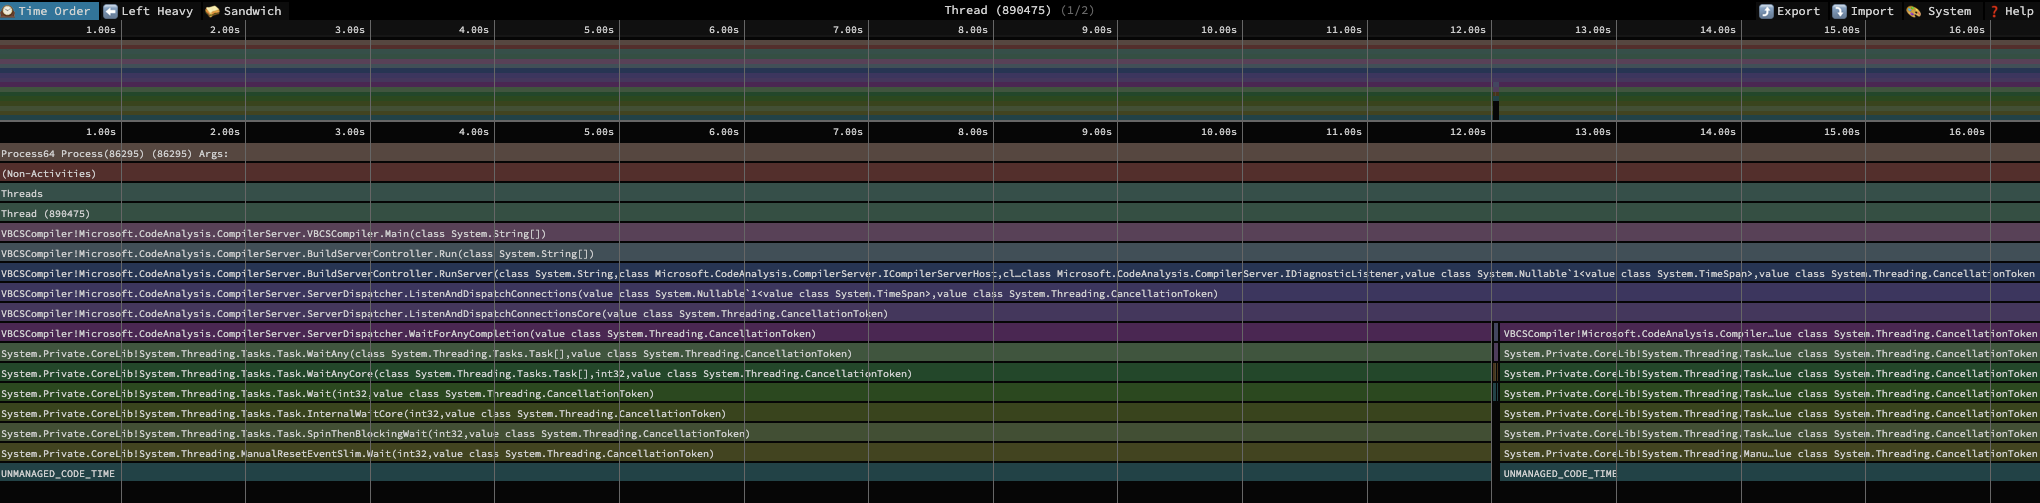 Time Order Left Heavy Sandwich Thread (890475) (1/2) Export Import System Help
1.00s 2.00s 3.00s 4.00s 5.00s 6.00s 7.00s 8.00s 9.00s 10.00s 11.00s 12.00s 13.00s 14.00s 15.00s 16.00s
1.00s 2.00s 3.00s 4.00s 5.00s 6.00s 7.00s 8.00s 9.00s 10.00s 11.00s 12.00s 13.00s 14.00s 15.00s 16.00s
Process64 Process(86295) (86295) Args:
(Non-Activities)
Threads
Thread (890475)
VBCSCompiler!Microsoft.CodeAnalysis.CompilerServer.VBCSCompiler.Main(class System.String[])
VBCSCompiler!Microsoft.CodeAnalysis.CompilerServer.BuildServerController.Run(class System.String[])
VBCSCompiler!Microsoft.CodeAnalysis.CompilerServer.BuildServerController.RunServer(class System.String,class Microsoft.CodeAnalysis.CompilerServer.ICompilerServerHost,cl…class Microsoft.CodeAnalysis.CompilerServer.IDiagnosticListener,value class System.Nullable`1<value class System.TimeSpan>,value class System.Threading.CancellationToken
VBCSCompiler!Microsoft.CodeAnalysis.CompilerServer.ServerDispatcher.ListenAndDispatchConnections(value class System.Nullable`1<value class System.TimeSpan>,value class System.Threading.CancellationToken)
VBCSCompiler!Microsoft.CodeAnalysis.CompilerServer.ServerDispatcher.ListenAndDispatchConnectionsCore(value class System.Threading.CancellationToken)
VBCSCompiler!Microsoft.CodeAnalysis.CompilerServer.ServerDispatcher.WaitForAnyCompletion(value class System.Threading.CancellationToken) VBCSCompiler!Microsoft.CodeAnalysis.Compiler…lue class System.Threading.CancellationToken
System.Private.CoreLib!System.Threading.Tasks.Task.WaitAny(class System.Threading.Tasks.Task[],value class System.Threading.CancellationToken) System.Private.CoreLib!System.Threading.Task…lue class System.Threading.CancellationToken
System.Private.CoreLib!System.Threading.Tasks.Task.WaitAnyCore(class System.Threading.Tasks.Task[],int32,value class System.Threading.CancellationToken) System.Private.CoreLib!System.Threading.Task…lue class System.Threading.CancellationToken
System.Private.CoreLib!System.Threading.Tasks.Task.Wait(int32,value class System.Threading.CancellationToken) System.Private.CoreLib!System.Threading.Task…lue class System.Threading.CancellationToken
System.Private.CoreLib!System.Threading.Tasks.Task.InternalWaitCore(int32,value class System.Threading.CancellationToken) System.Private.CoreLib!System.Threading.Task…lue class System.Threading.CancellationToken
System.Private.CoreLib!System.Threading.Tasks.Task.SpinThenBlockingWait(int32,value class System.Threading.CancellationToken) System.Private.CoreLib!System.Threading.Task…lue class System.Threading.CancellationToken
System.Private.CoreLib!System.Threading.ManualResetEventSlim.Wait(int32,value class System.Threading.CancellationToken) System.Private.CoreLib!System.Threading.Manu…lue class System.Threading.CancellationToken
UNMANAGED_CODE_TIME UNMANAGED_CODE_TIME